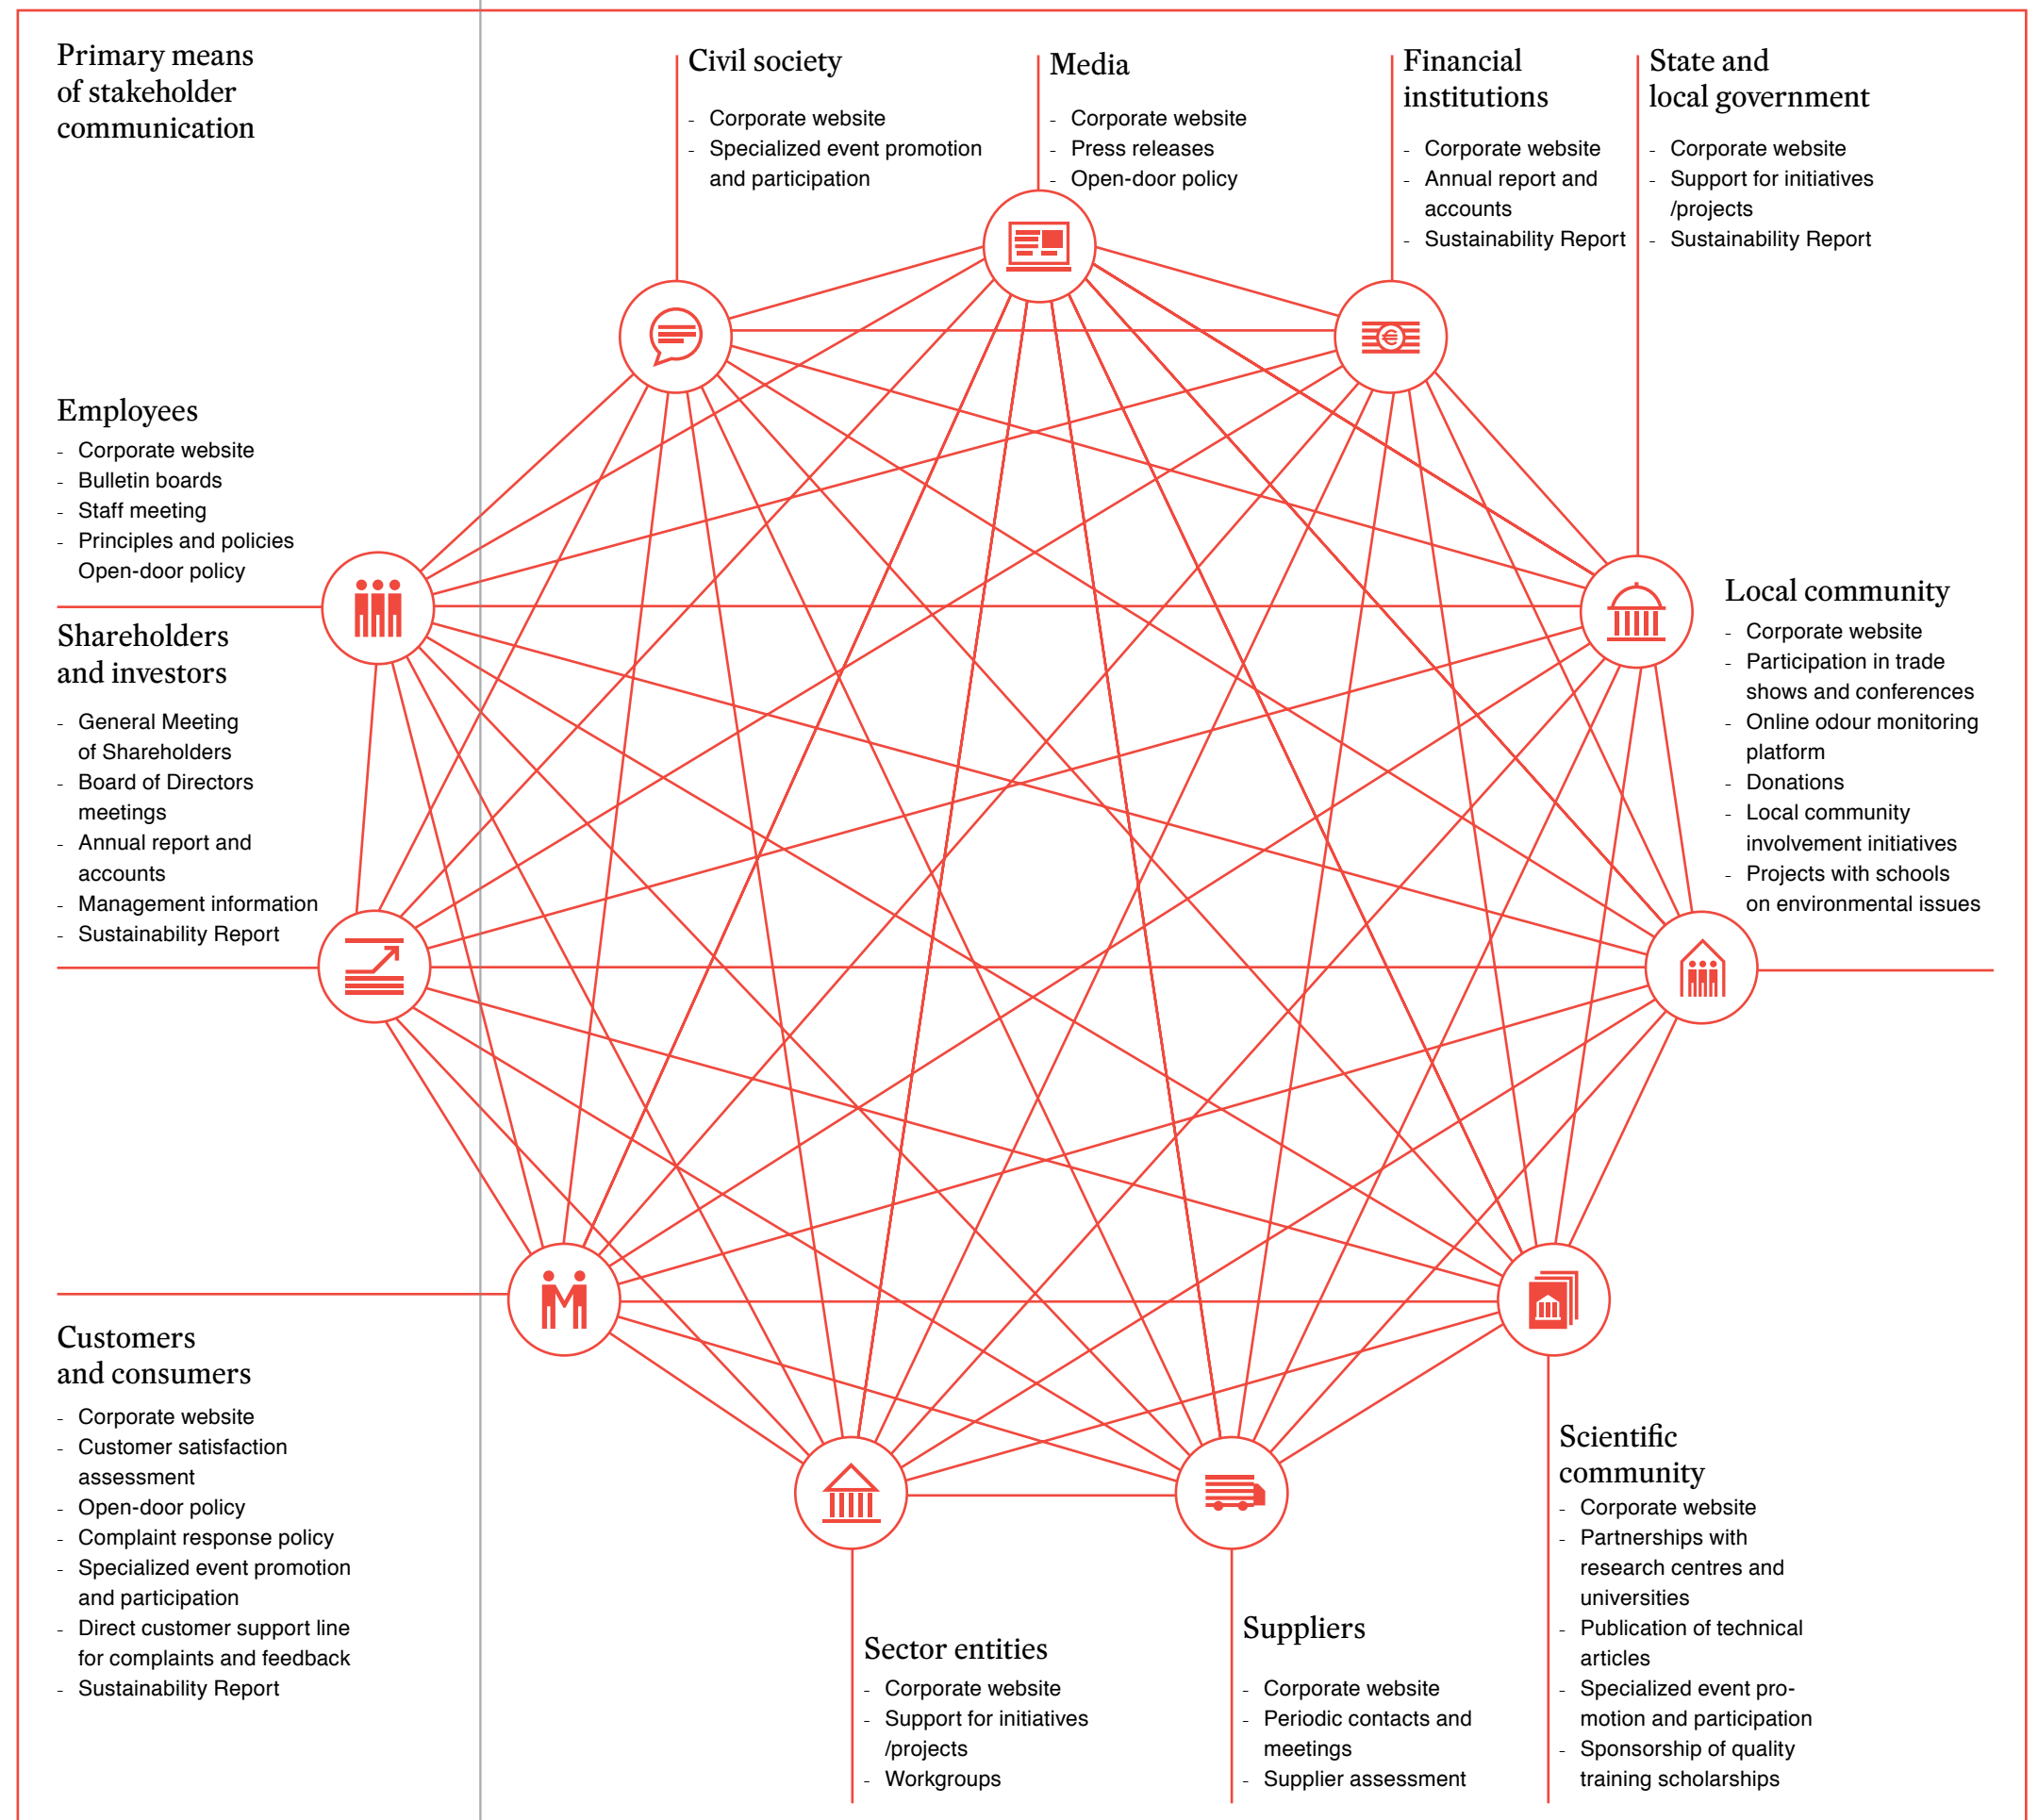 Primary means
of stakeholder
communication
Civil society
- Corporate website
- Specialized event promotion
and participation
Media
- Corporate website
- Press releases
- Open-door policy
Financial
institutions
- Corporate website
- Annual report and
accounts
- Sustainability Report
State and
local government
- Corporate website
- Support for initiatives
/projects
- Sustainability Report
Employees
- Corporate website
- Bulletin boards
- Staff meeting
- Principles and policies
Open-door policy
Shareholders
and investors
- General Meeting
of Shareholders
- Board of Directors
meetings
- Annual report and
accounts
- Management information
- Sustainability Report
Local community
- Corporate website
- Participation in trade
shows and conferences
- Online odour monitoring
platform
- Donations
- Local community
involvement initiatives
- Projects with schools
on environmental issues
Customers
and consumers
- Corporate website
- Customer satisfaction
assessment
- Open-door policy
- Complaint response policy
- Specialized event promotion
and participation
- Direct customer support line
for complaints and feedback
- Sustainability Report
Sector entities
- Corporate website
- Support for initiatives
/projects
- Workgroups
Suppliers
- Corporate website
- Periodic contacts and
meetings
- Supplier assessment
Scientific
community
- Corporate website
- Partnerships with
research centres and
universities
- Publication of technical
articles
- Specialized event pro-
motion and participation
- Sponsorship of quality
training scholarships
€